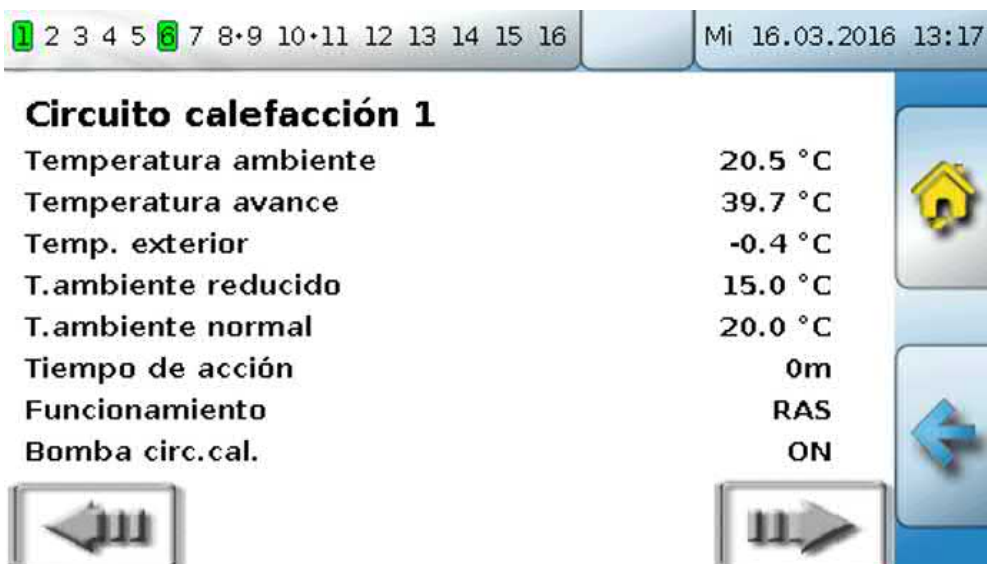 1 2 3 4 5 6 7 8·9 10·11 12 13 14 15 16 Mi 16.03.2016 13:17
Circuito calefacción 1
Temperatura ambiente 20.5 °C
Temperatura avance 39.7 °C
Temp. exterior -0.4 °C
T.ambiente reducido 15.0 °C
T.ambiente normal 20.0 °C
Tiempo de acción 0m
Funcionamiento RAS
Bomba circ.cal. ON